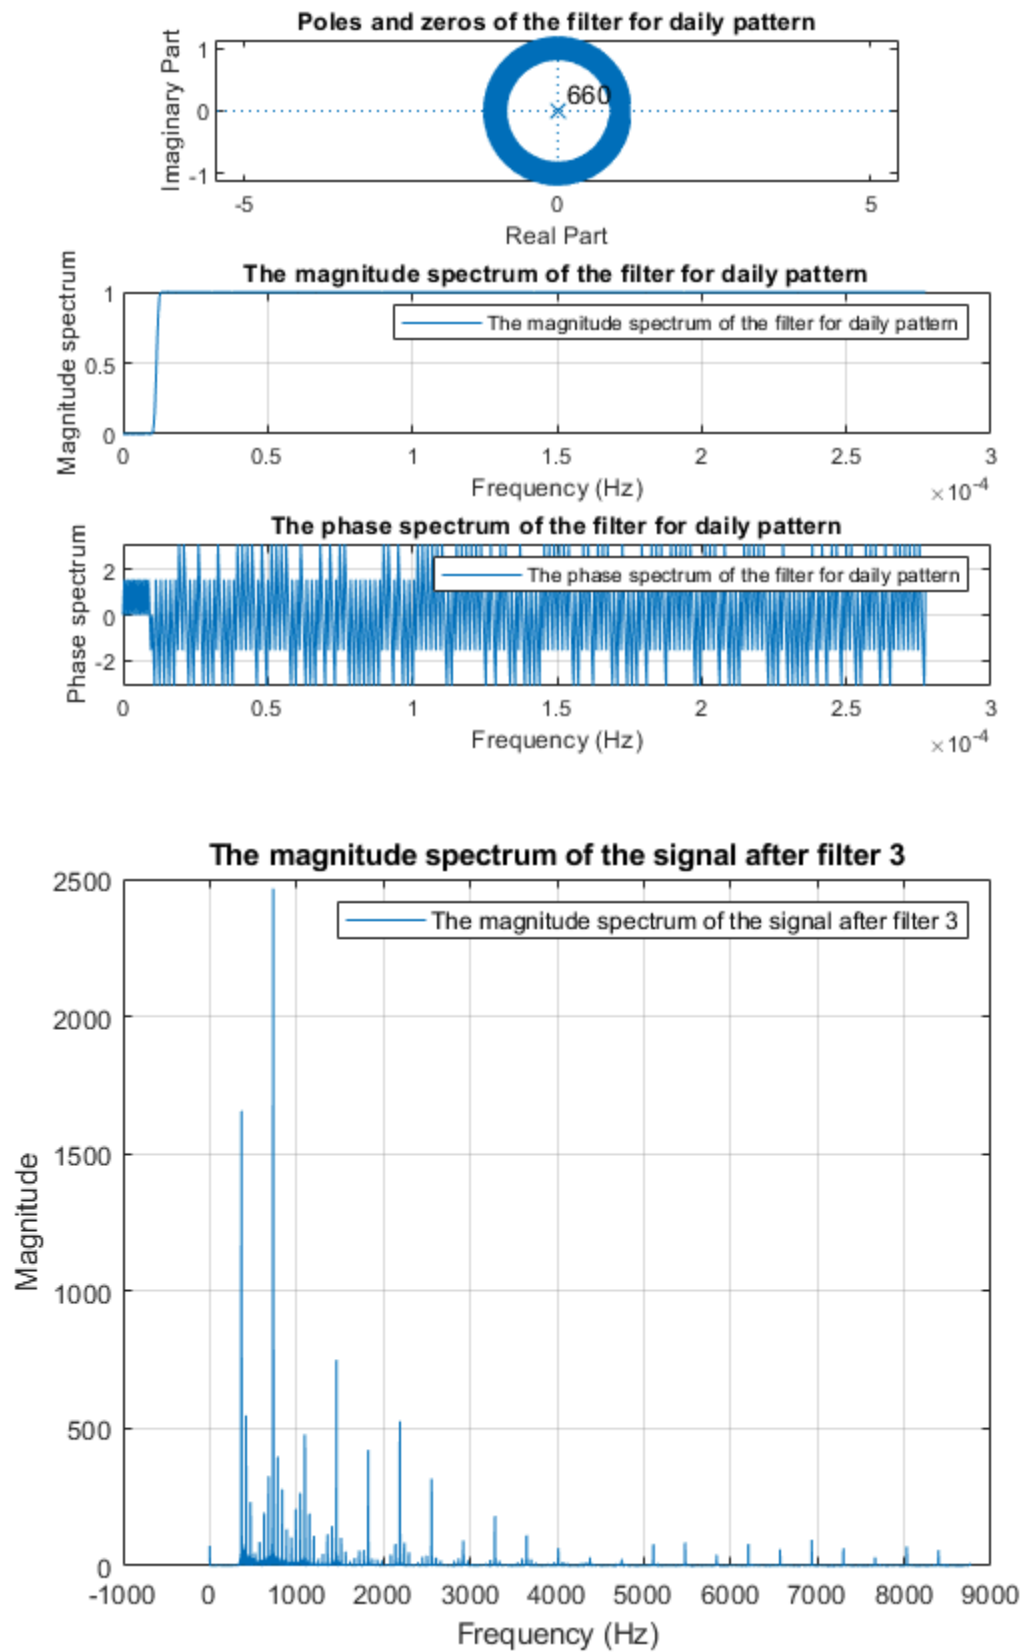 Poles and zeros of the filter for daily pattern
Imaginary Part
1
0
-1
660
-5 0 5
Real Part
The magnitude spectrum of the filter for daily pattern
Magnitude spectrum
1
0.5
0
The magnitude spectrum of the filter for daily pattern
0 0.5 1 1.5 2 2.5 3
Frequency (Hz)
×10-4
The phase spectrum of the filter for daily pattern
Phase spectrum
2
0
-2
The phase spectrum of the filter for daily pattern
0 0.5 1 1.5 2 2.5 3
Frequency (Hz)
×10-4
The magnitude spectrum of the signal after filter 3
Magnitude
2500
2000
1500
1000
500
0
The magnitude spectrum of the signal after filter 3
-1000 0 1000 2000 3000 4000 5000 6000 7000 8000 9000
Frequency (Hz)